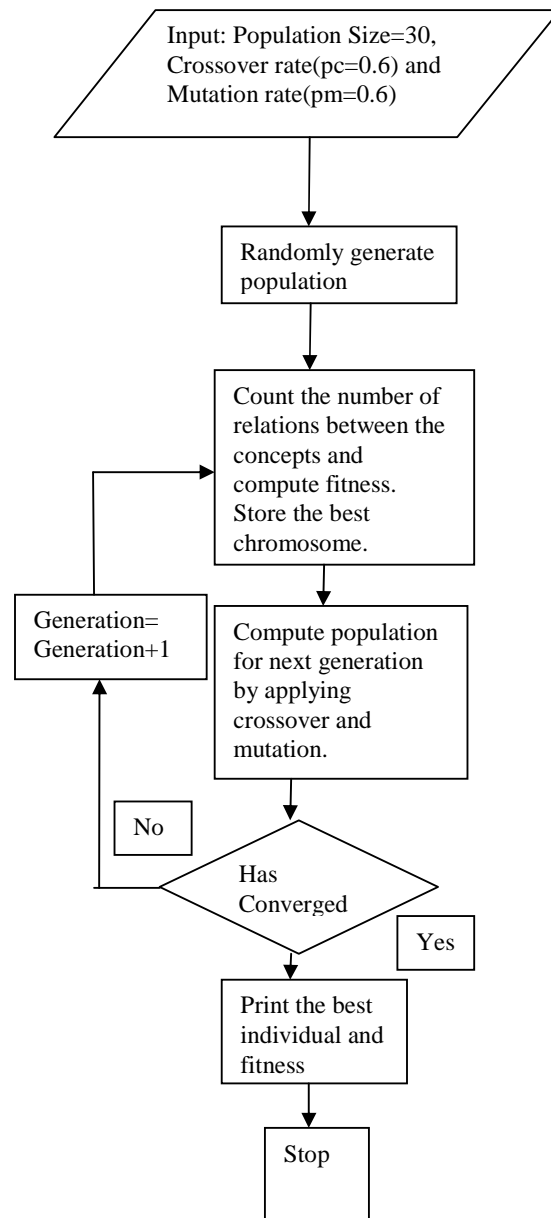 Input: Population Size=30,
Crossover rate(pc=0.6) and
Mutation rate(pm=0.6)
Randomly generate
population
Count the number of
relations between the
concepts and
compute fitness.
Store the best
chromosome.
Generation=
Generation+1
Compute population
for next generation
by applying
crossover and
mutation.
No
Has
Converged
Yes
Print the best
individual and
fitness
Stop